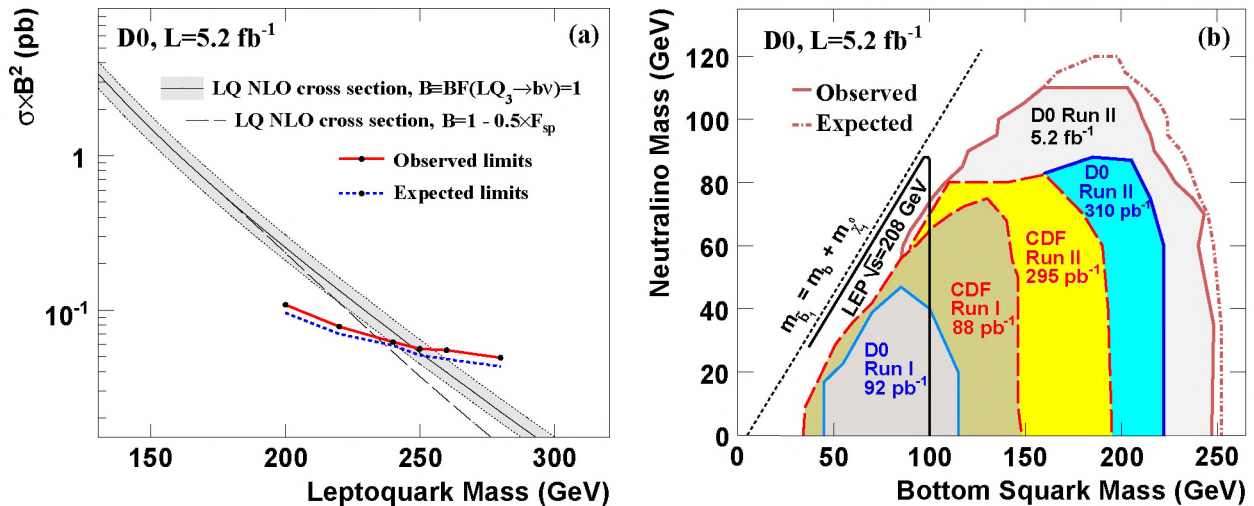 D0, L=5.2 fb⁻¹
(a)
LQ NLO cross section, B≡BF(LQ₃→bν)=1
LQ NLO cross section, B=1 - 0.5×F_sp
Observed limits
Expected limits
σ×B² (pb)
1
10⁻¹
150 200 250 300
Leptoquark Mass (GeV)
D0, L=5.2 fb⁻¹
(b)
Observed
Expected
D0 Run II
5.2 fb⁻¹
D0
Run II
310 pb⁻¹
CDF
Run II
295 pb⁻¹
CDF
Run I
88 pb⁻¹
D0
Run I
92 pb⁻¹
LEP √s=208 GeV
m_b̃₁ = m_b + m_χ̃₁⁰
Neutralino Mass (GeV)
120
100
80
60
40
20
0
0 50 100 150 200 250
Bottom Squark Mass (GeV)